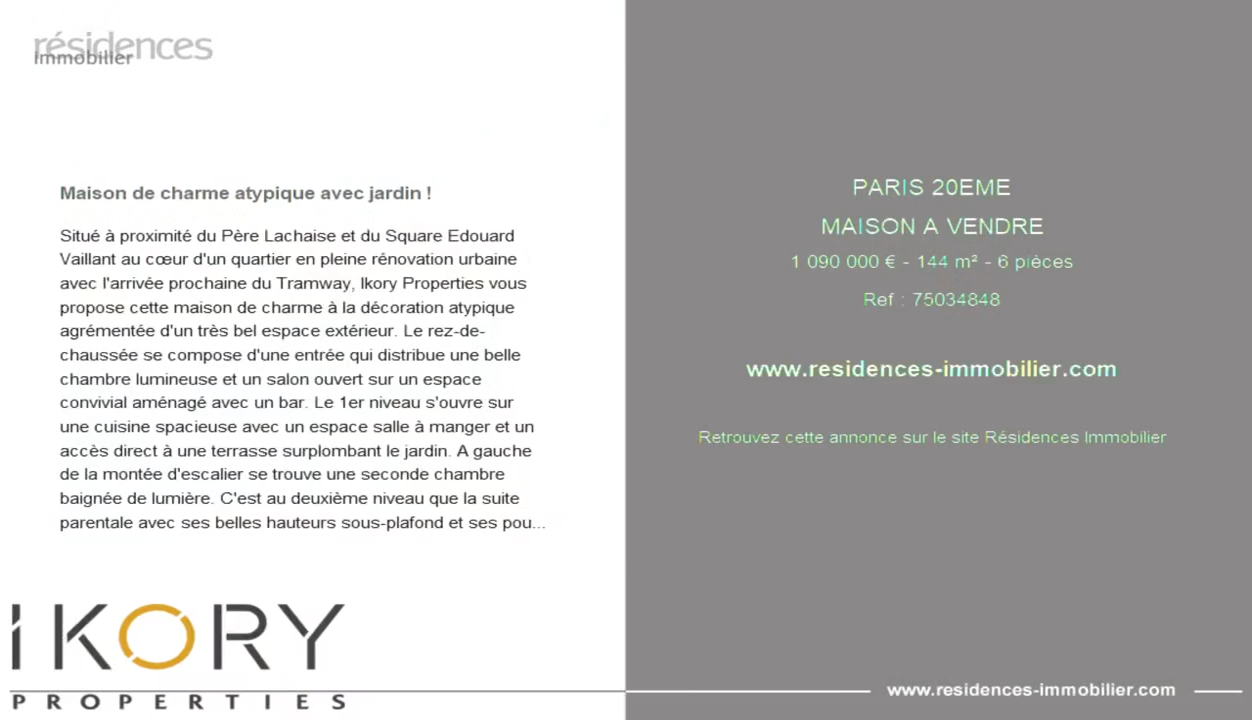 résidences
immobilier
Maison de charme atypique avec jardin !
Situé à proximité du Père Lachaise et du Square Edouard
Vaillant au cœur d'un quartier en pleine rénovation urbaine
avec l'arrivée prochaine du Tramway, Ikory Properties vous
propose cette maison de charme à la décoration atypique
agrémentée d'un très bel espace extérieur. Le rez-de-
chaussée se compose d'une entrée qui distribue une belle
chambre lumineuse et un salon ouvert sur un espace
convivial aménagé avec un bar. Le 1er niveau s'ouvre sur
une cuisine spacieuse avec un espace salle à manger et un
accès direct à une terrasse surplombant le jardin. A gauche
de la montée d'escalier se trouve une seconde chambre
baignée de lumière. C'est au deuxième niveau que la suite
parentale avec ses belles hauteurs sous-plafond et ses pou...
IKORY
PROPERTIES
PARIS 20EME
MAISON A VENDRE
1 090 000 € - 144 m² - 6 pièces
Ref : 75034848
www.residences-immobilier.com
Retrouvez cette annonce sur le site Résidences Immobilier
www.residences-immobilier.com